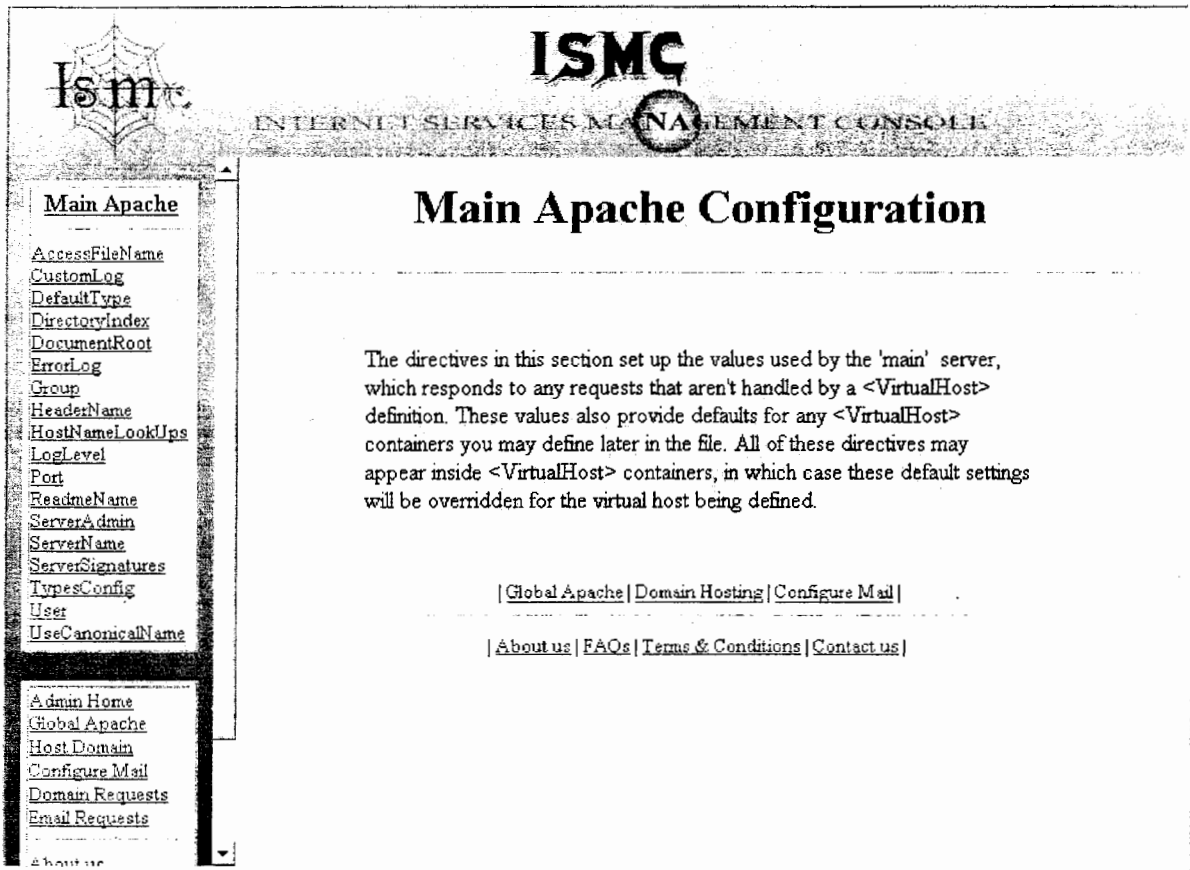 Ismc
ISMC
INTERNET SERVICES MANAGEMENT CONSOLE
Main Apache
AccessFileName
CustomLog
DefaultType
DirectoryIndex
DocumentRoot
ErrorLog
Group
HeaderName
HostNameLookUps
LogLevel
Port
ReadmeName
ServerAdmin
ServerName
ServerSignatures
TypesConfig
User
UseCanonicalName
Admin Home
Global Apache
Host Domain
Configure Mail
Domain Requests
Email Requests
About us
Main Apache Configuration
The directives in this section set up the values used by the 'main' server,
which responds to any requests that aren't handled by a <VirtualHost>
definition. These values also provide defaults for any <VirtualHost>
containers you may define later in the file. All of these directives may
appear inside <VirtualHost> containers, in which case these default settings
will be overridden for the virtual host being defined.
| Global Apache | Domain Hosting | Configure Mail |
| About us | FAQs | Terms & Conditions | Contact us |